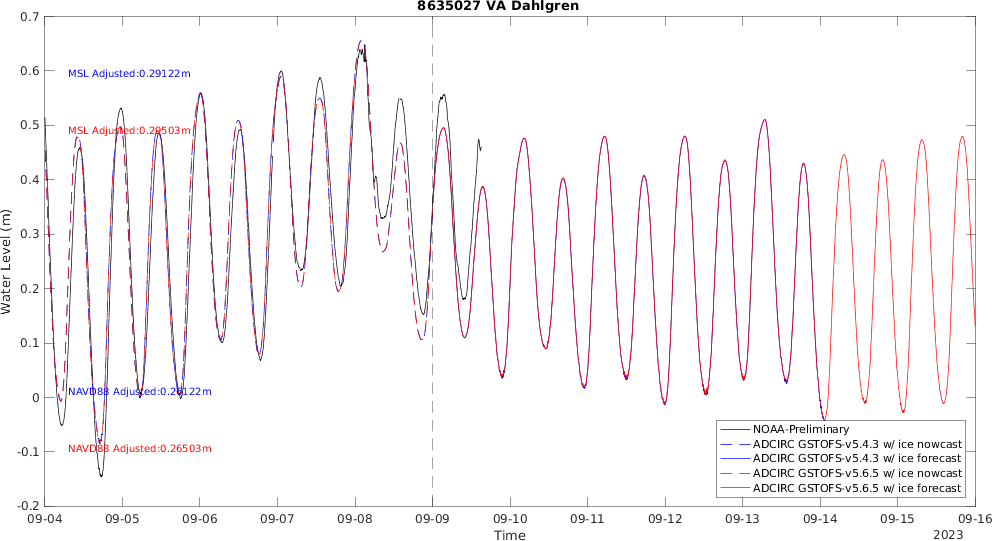 8635027 VA Dahlgren
0.7
0.6
0.5
0.4
0.3
0.2
0.1
0
-0.1
-0.2
Water Level (m)
MSL Adjusted:0.29122m
MSL Adjusted:0.29503m
NAVD88 Adjusted:0.26122m
NAVD88 Adjusted:0.26503m
NOAA-Preliminary
ADCIRC GSTOFS-v5.4.3 w/ ice nowcast
ADCIRC GSTOFS-v5.4.3 w/ ice forecast
ADCIRC GSTOFS-v5.6.5 w/ ice nowcast
ADCIRC GSTOFS-v5.6.5 w/ ice forecast
09-04 09-05 09-06 09-07 09-08 09-09 09-10 09-11 09-12 09-13 09-14 09-15 09-16
Time
2023